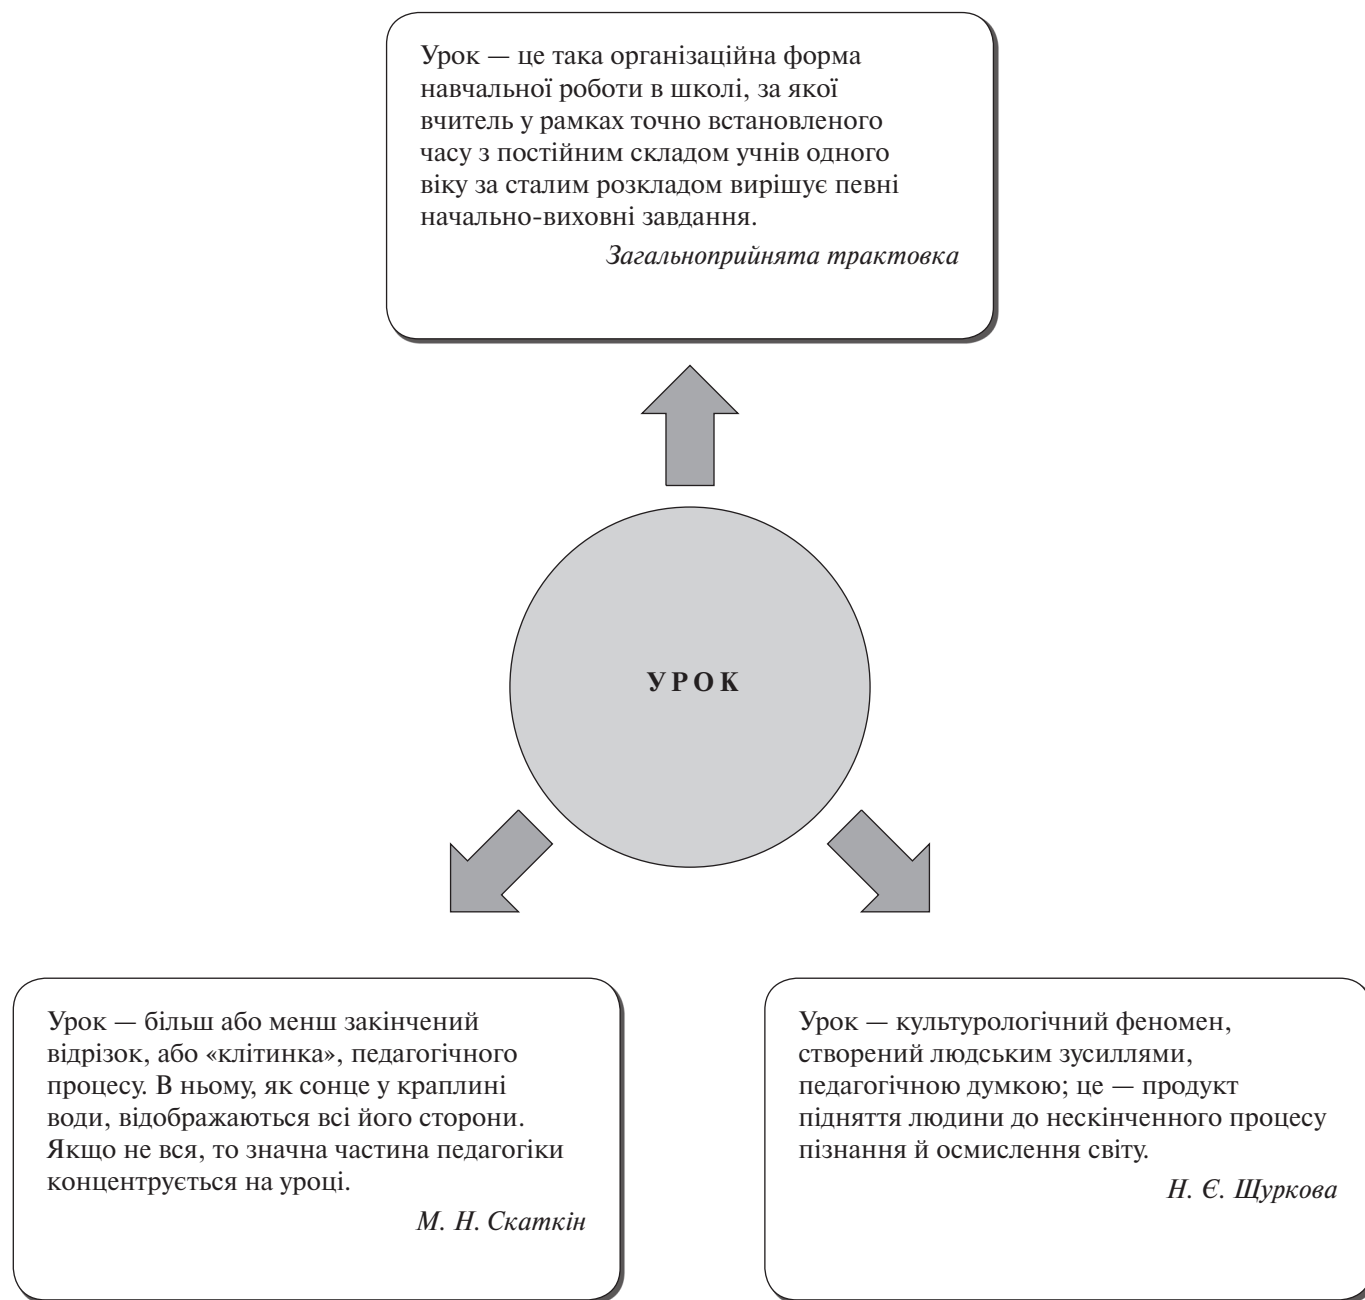 Урок — це така організаційна форма
навчальної роботи в школі, за якої
вчитель у рамках точно встановленого
часу з постійним складом учнів одного
віку за сталим розкладом вирішує певні
начально-виховні завдання.
Загальноприйнята трактовка
УРОК
Урок — більш або менш закінчений
відрізок, або «клітинка», педагогічного
процесу. В ньому, як сонце у краплині
води, відображаються всі його сторони.
Якщо не вся, то значна частина педагогіки
концентрується на уроці.
М. Н. Скаткін
Урок — культурологічний феномен,
створений людським зусиллями,
педагогічною думкою; це — продукт
підняття людини до нескінченного процесу
пізнання й осмислення світу.
Н. Є. Щуркова